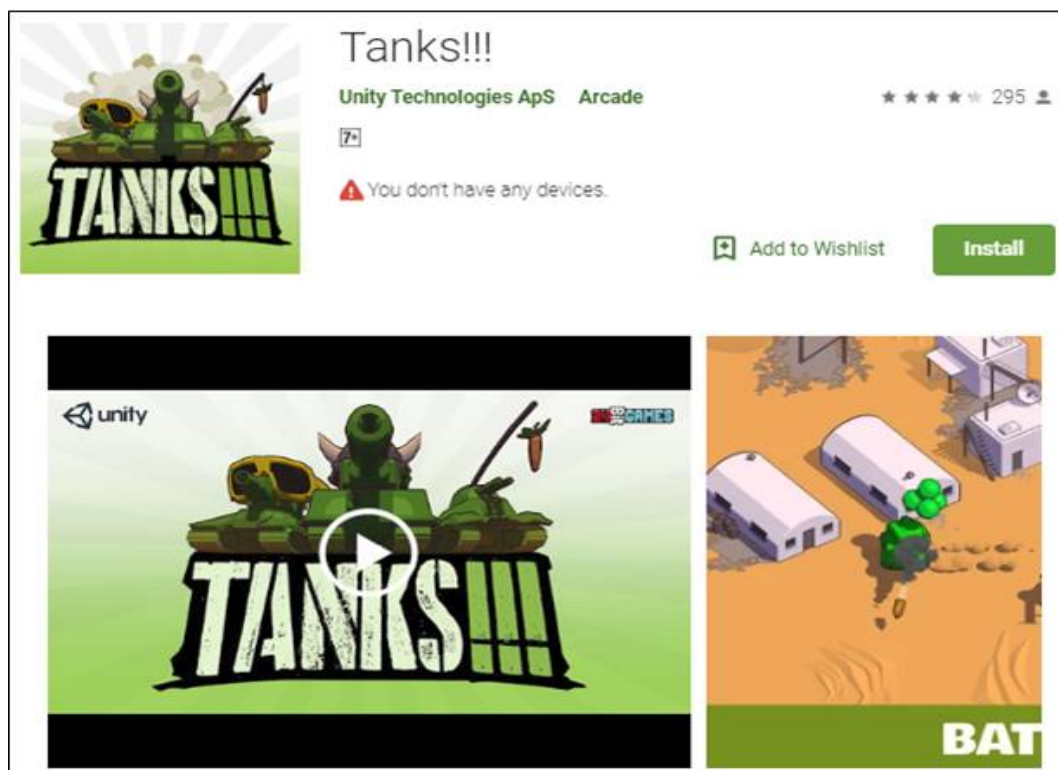 TANKS!!!
Tanks!!!
Unity Technologies ApS Arcade
295
7+
You don't have any devices.
Add to Wishlist
Install
unity
GAMES
TANKS!!!
BAT